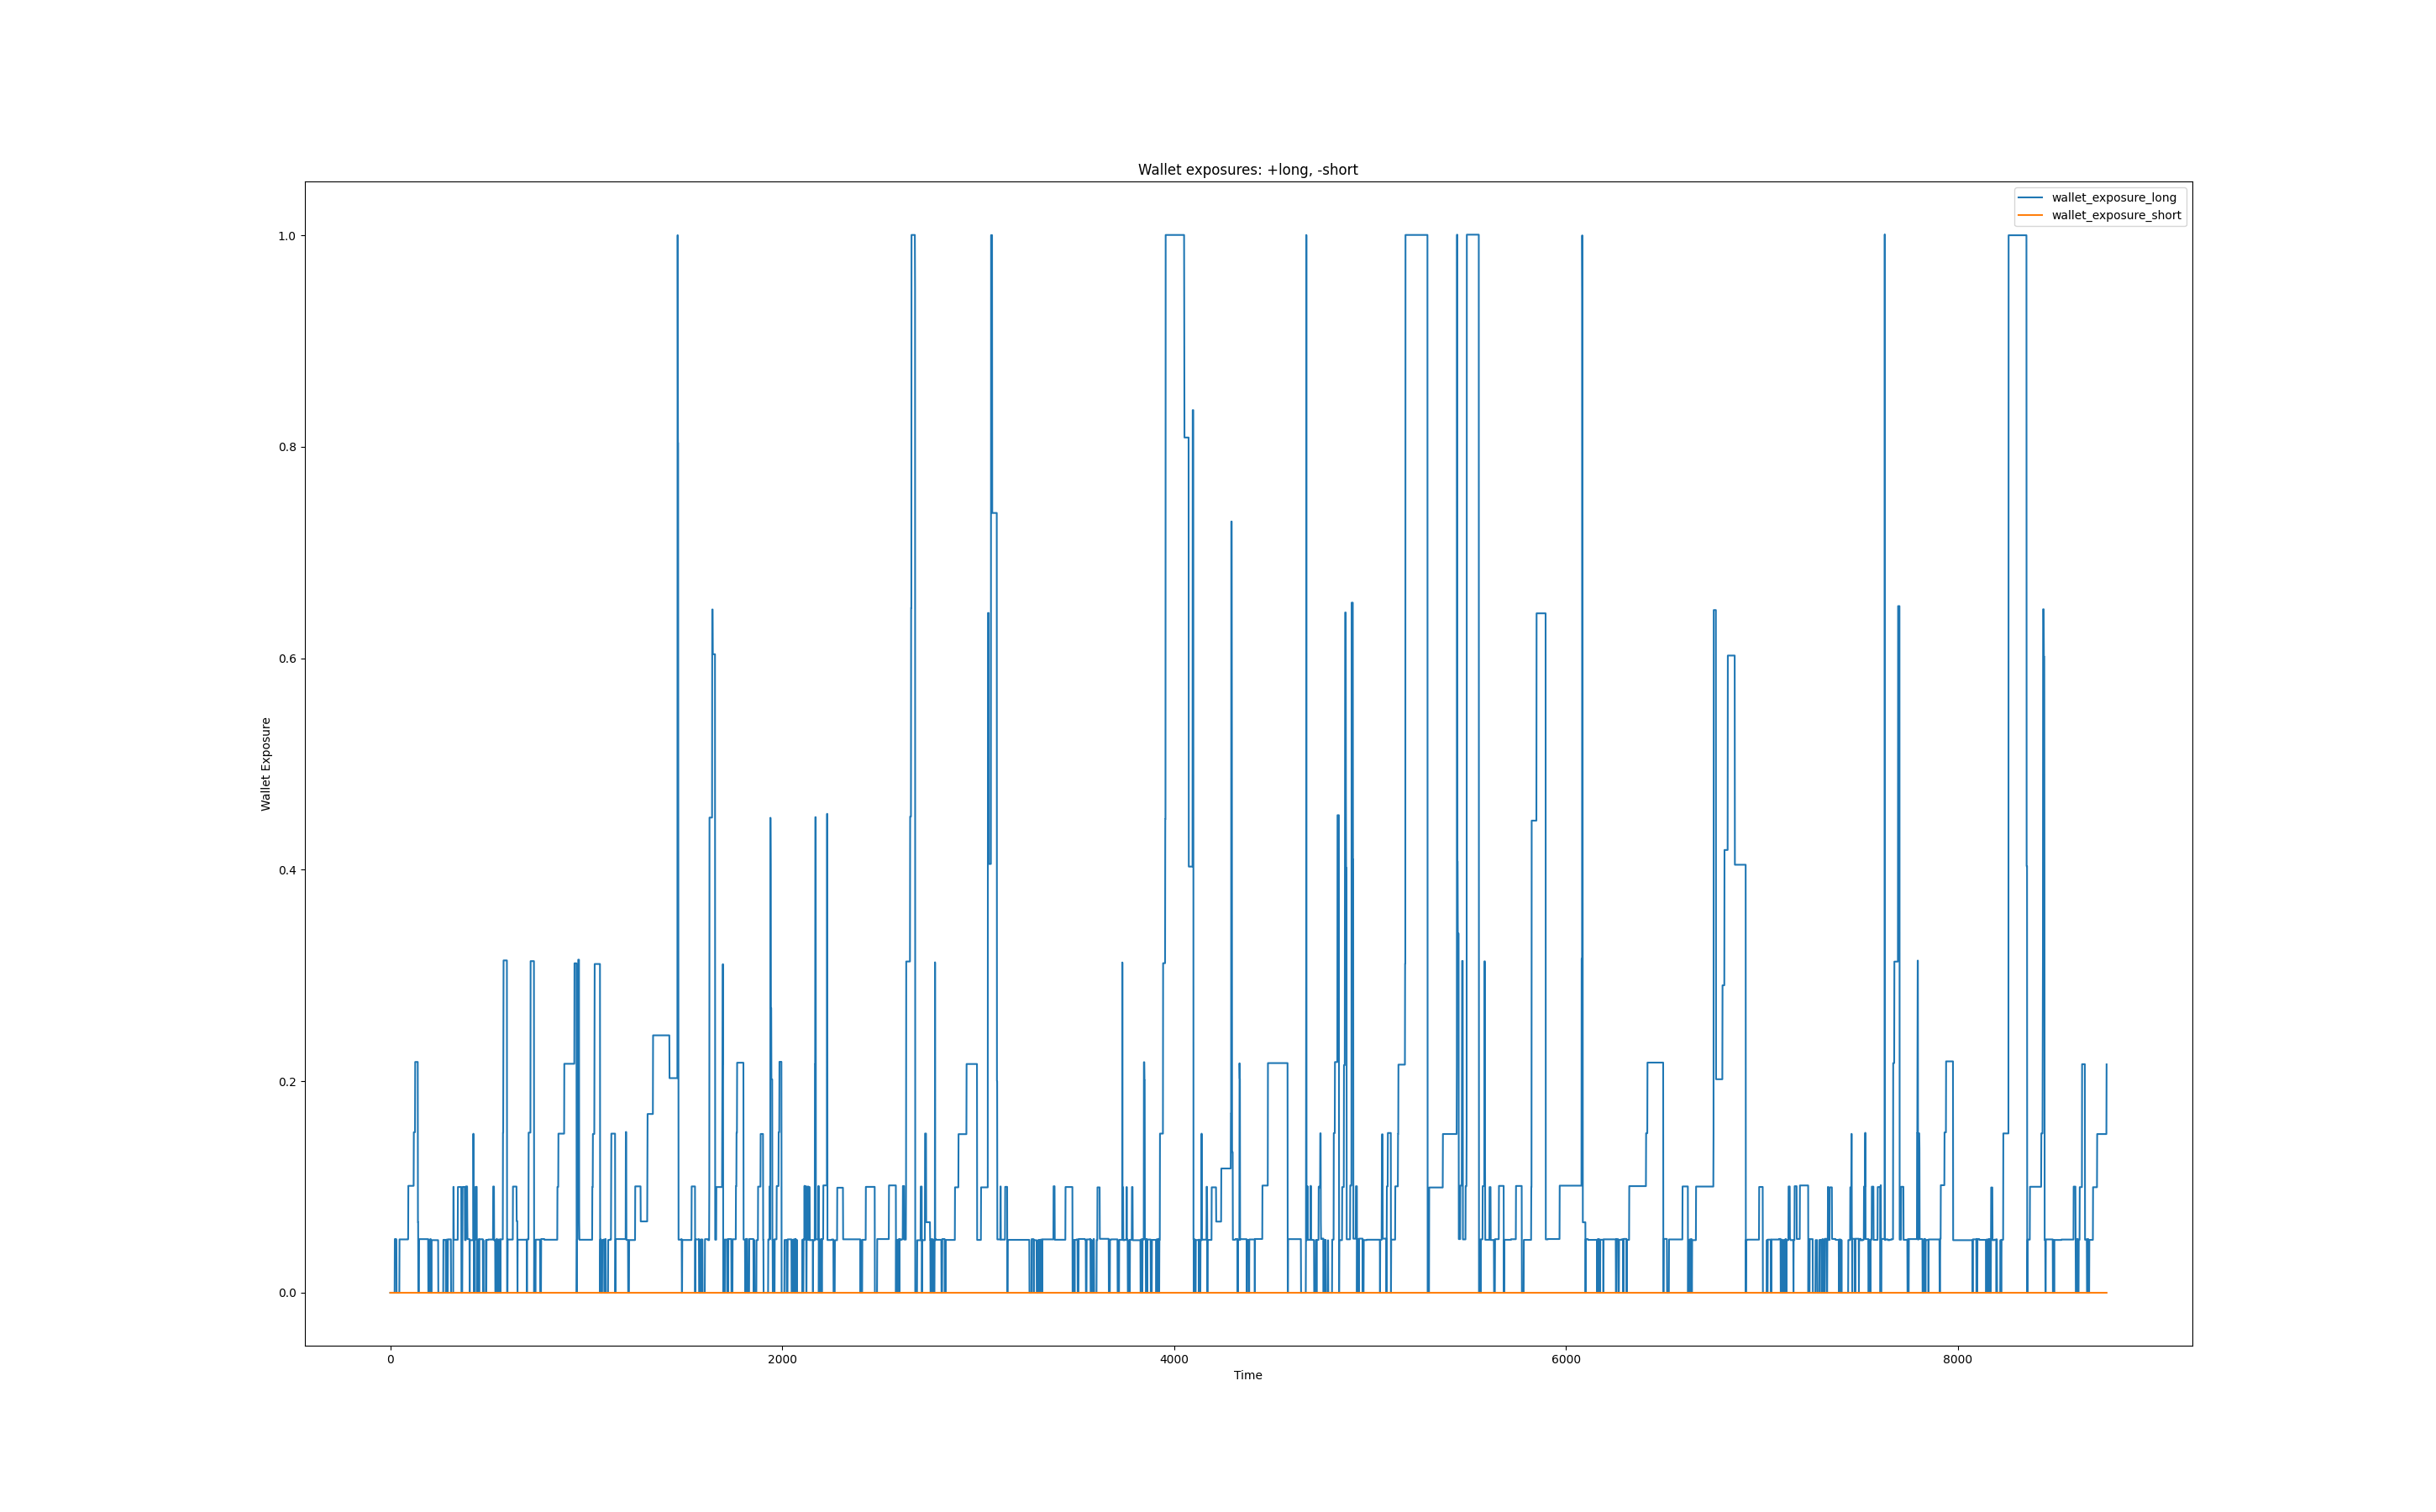 Wallet exposures: +long, -short
wallet_exposure_long
wallet_exposure_short
1.0
0.8
0.6
0.4
0.2
0.0
Wallet Exposure
0 2000 4000 6000 8000
Time